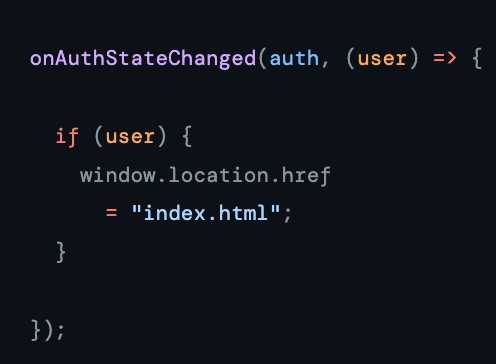 onAuthStateChanged(auth, (user) => {
if (user) {
window.location.href
= "index.html";
}
});